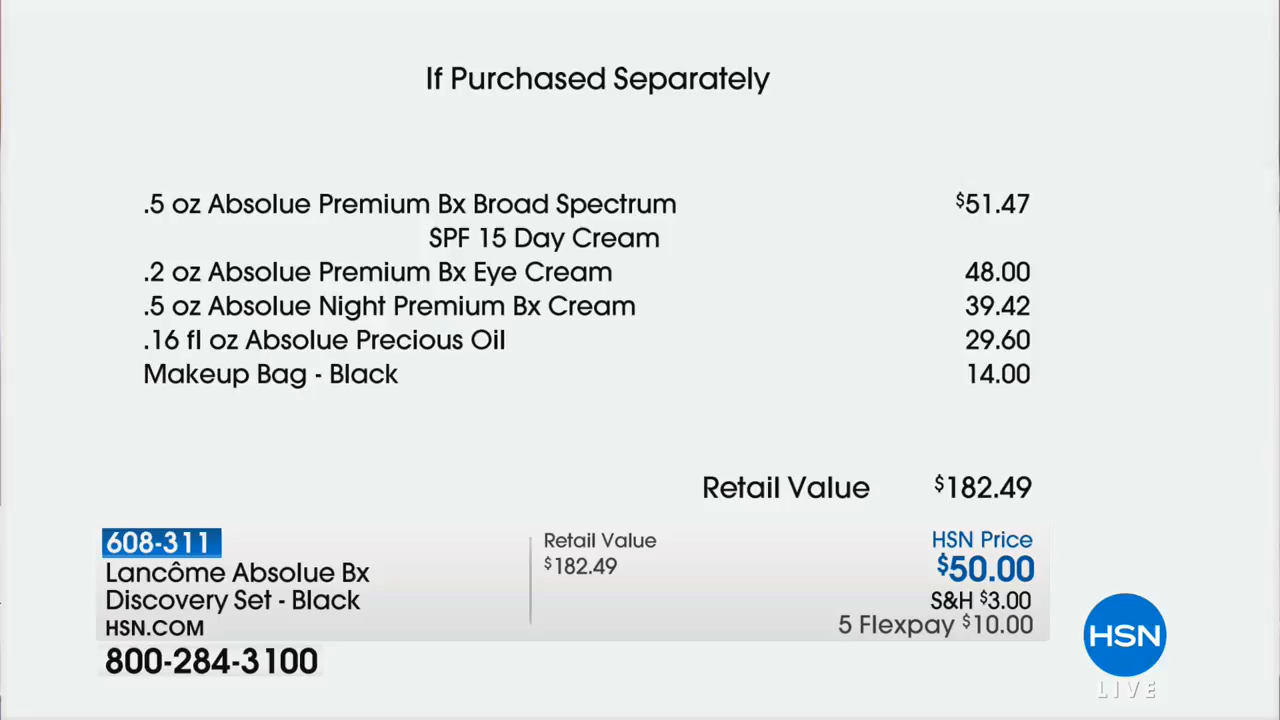 If Purchased Separately
.5 oz Absolue Premium Bx Broad Spectrum $51.47
SPF 15 Day Cream
.2 oz Absolue Premium Bx Eye Cream 48.00
.5 oz Absolue Night Premium Bx Cream 39.42
.16 fl oz Absolue Precious Oil 29.60
Makeup Bag - Black 14.00
Retail Value $182.49
608-311
Lancôme Absolue Bx
Discovery Set - Black
HSN.COM
800-284-3100
Retail Value
$182.49
HSN Price
$50.00
S&H $3.00
5 Flexpay $10.00
HSN
LIVE